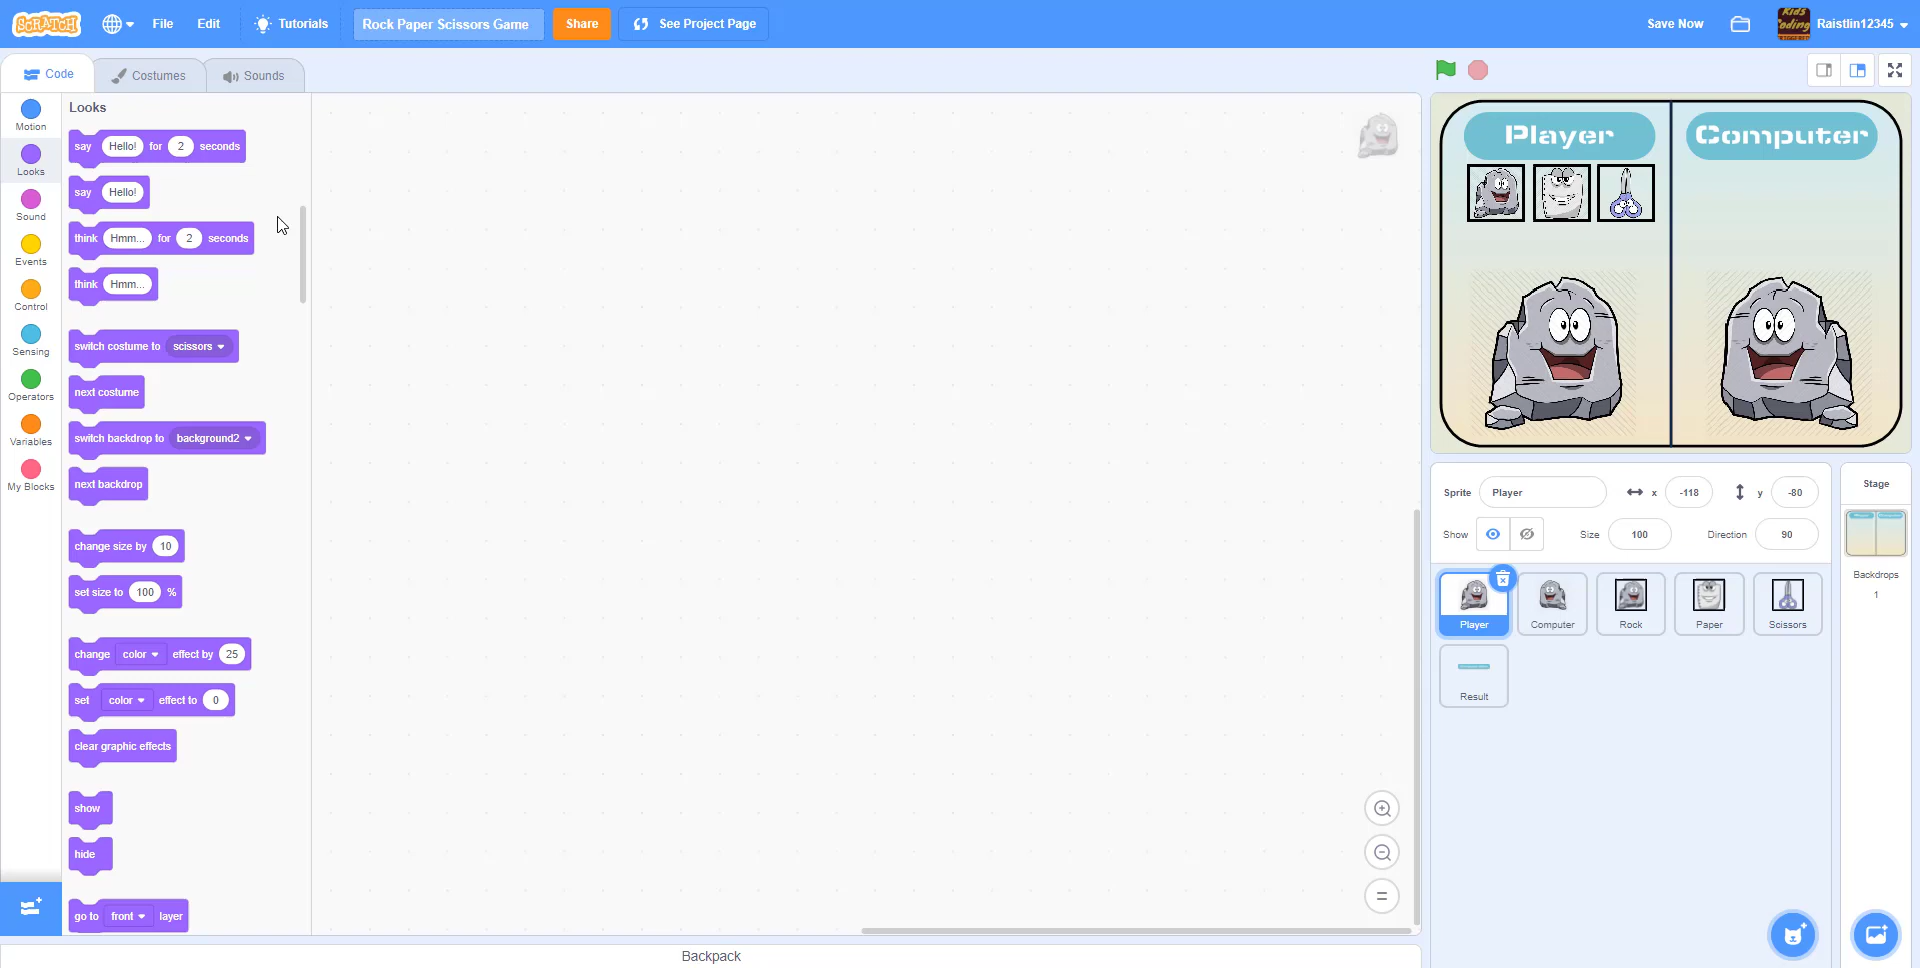 SCRATCH
File
Edit
Tutorials
Rock Paper Scissors Game
Share
See Project Page
Save Now
Raistlin12345
Code
Costumes
Sounds
Motion
Looks
Sound
Events
Control
Sensing
Operators
Variables
My Blocks
Looks
say Hello! for 2 seconds
say Hello!
think Hmm... for 2 seconds
think Hmm...
switch costume to scissors
next costume
switch backdrop to background2
next backdrop
change size by 10
set size to 100 %
change color effect by 25
set color effect to 0
clear graphic effects
show
hide
go to front layer
Backpack
Player
Computer
Sprite Player x -118 y -80
Show Size 100 Direction 90
Player
Computer
Rock
Paper
Scissors
Result
Stage
Backdrops
1